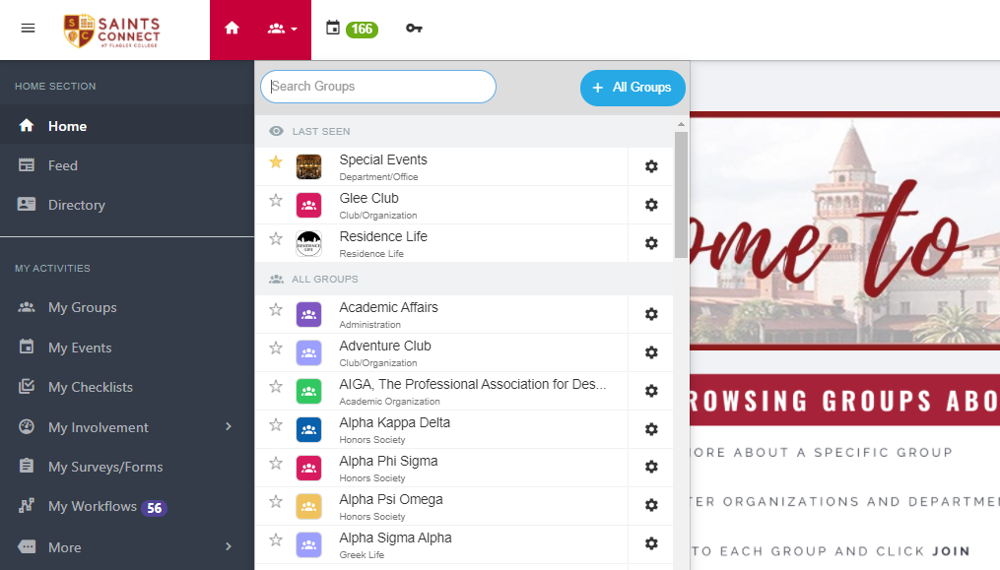 SAINTS
CONNECT
AT FLAGLER COLLEGE
166
HOME SECTION
Home
Feed
Directory
MY ACTIVITIES
My Groups
My Events
My Checklists
My Involvement
My Surveys/Forms
My Workflows 56
More
Search Groups
+ All Groups
LAST SEEN
Special Events
Department/Office
Glee Club
Club/Organization
Residence Life
Residence Life
ALL GROUPS
Academic Affairs
Administration
Adventure Club
Club/Organization
AIGA, The Professional Association for Des...
Academic Organization
Alpha Kappa Delta
Honors Society
Alpha Phi Sigma
Honors Society
Alpha Psi Omega
Honors Society
Alpha Sigma Alpha
Greek Life
ome to
ROWSING GROUPS ABO
ORE ABOUT A SPECIFIC GROUP
TER ORGANIZATIONS AND DEPARTMEN
TO EACH GROUP AND CLICK JOIN